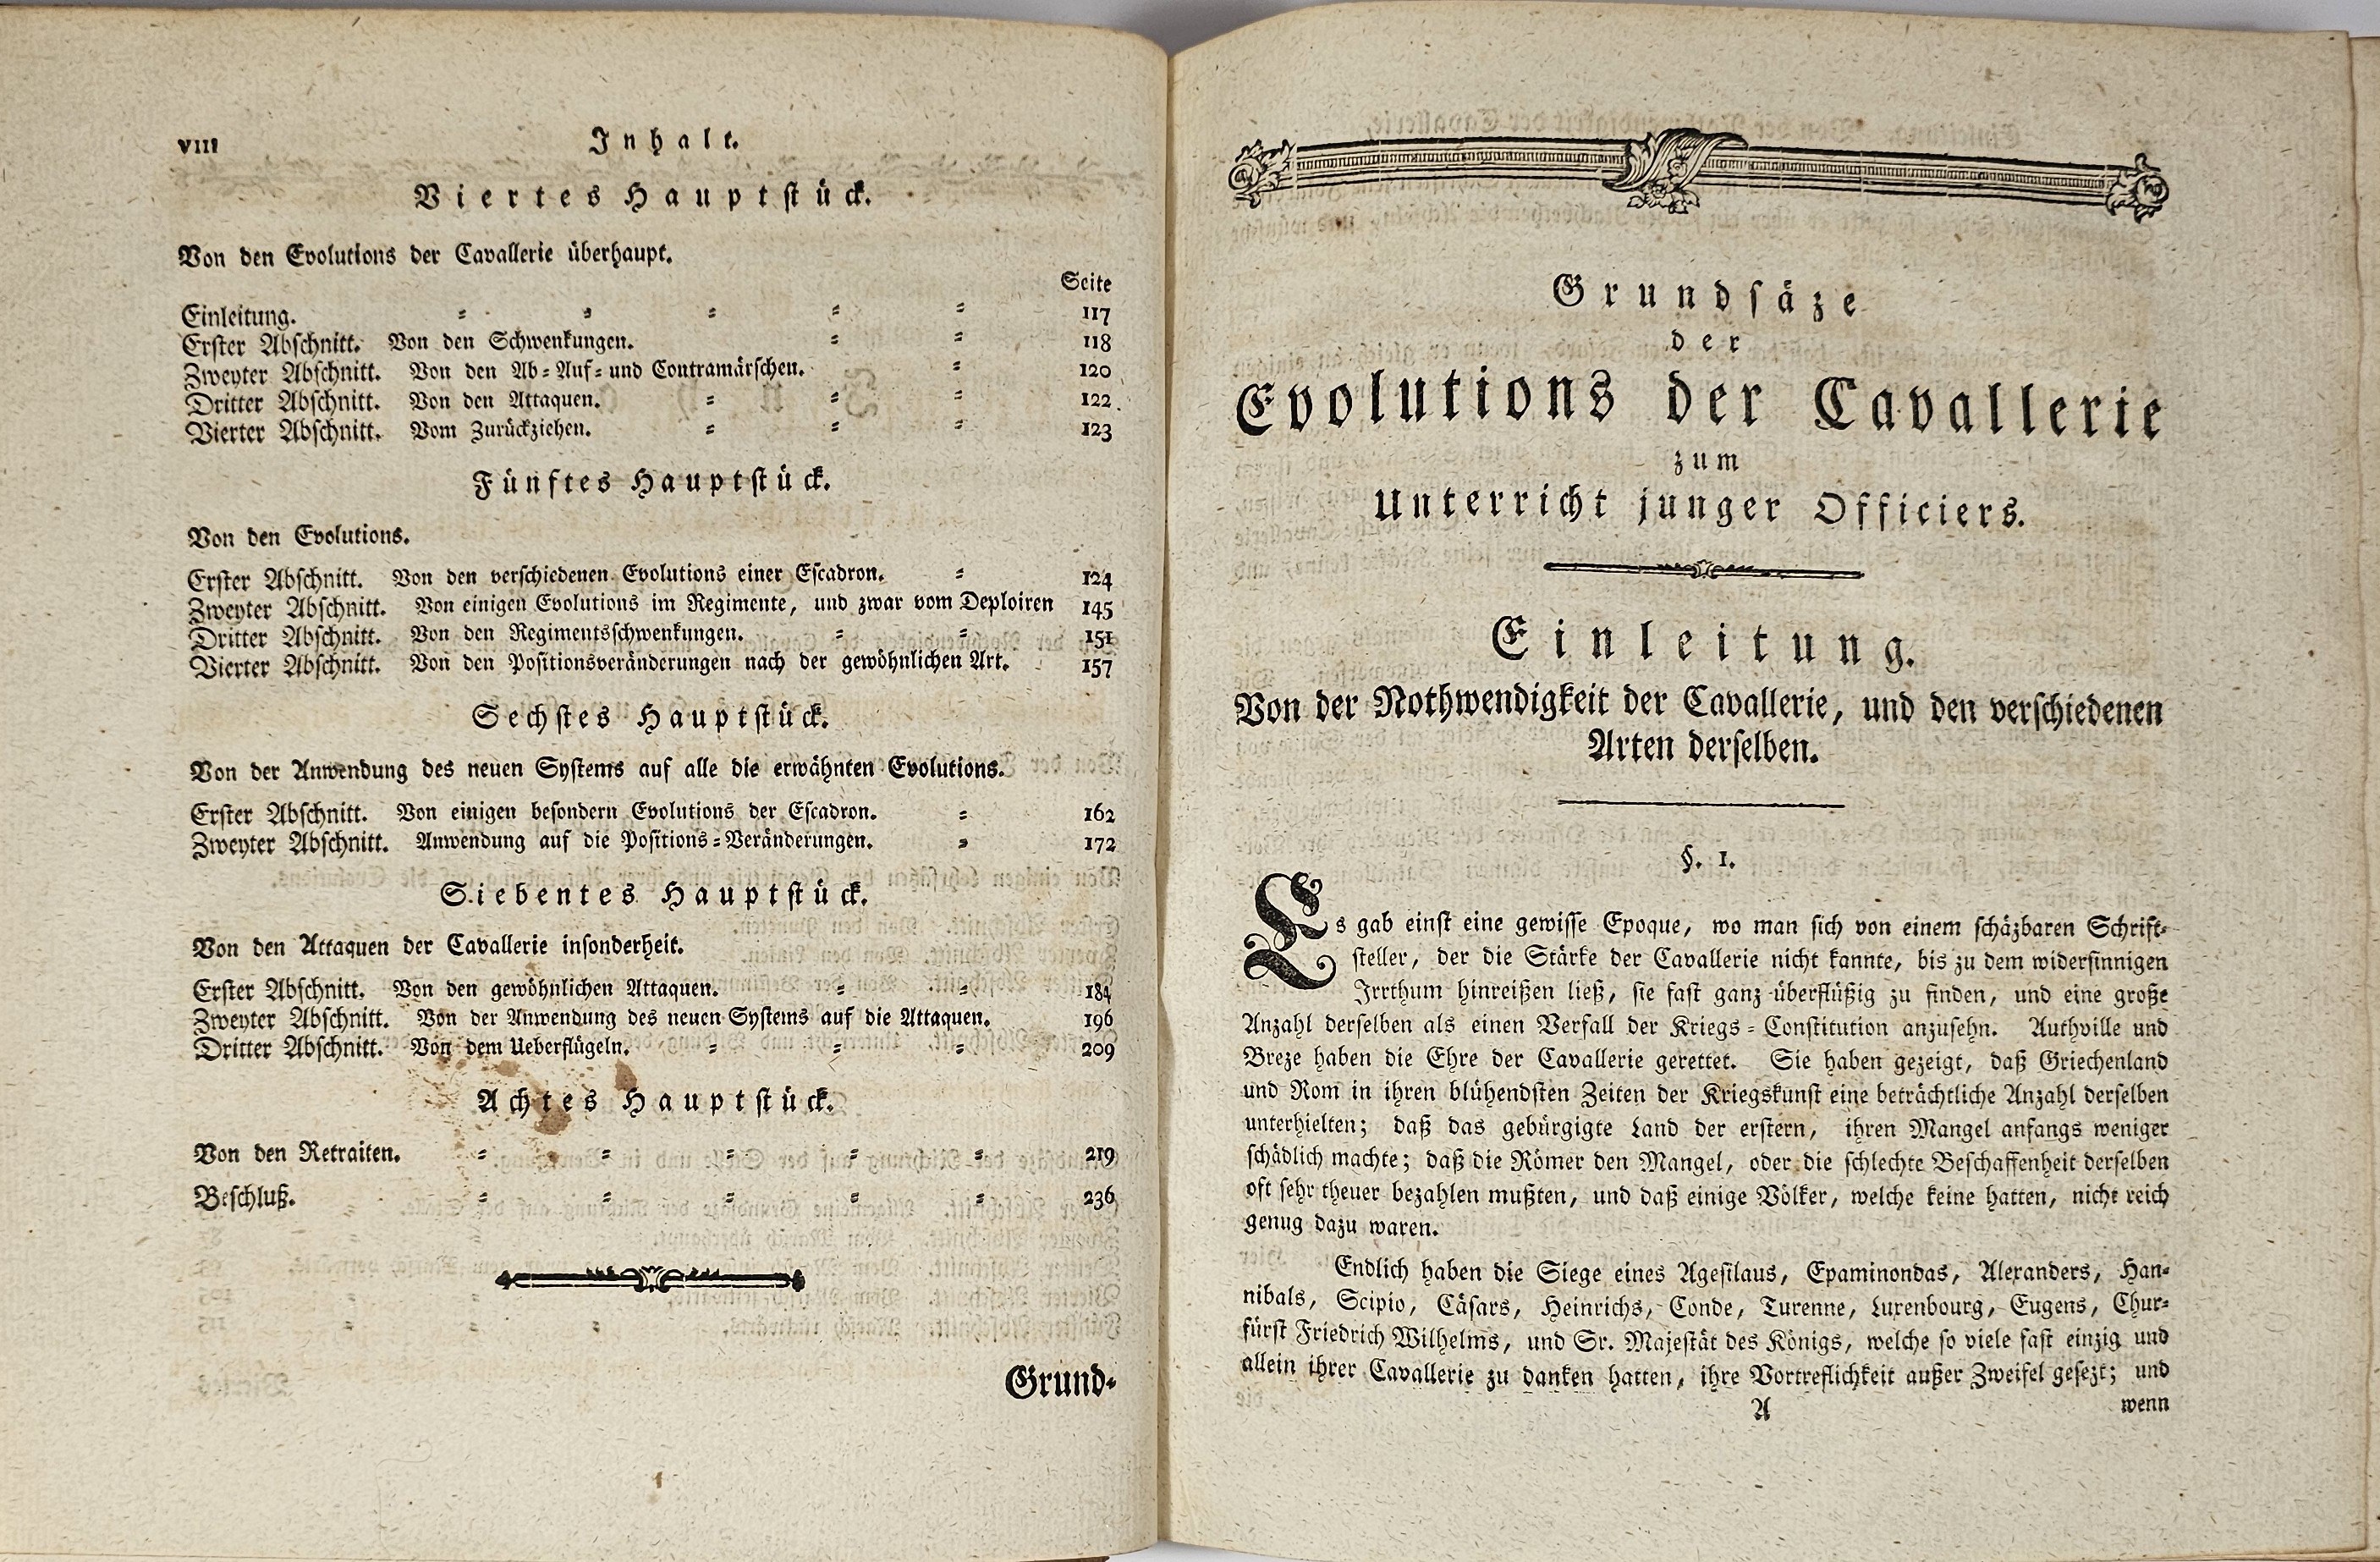 VIII
Inhalt.
Viertes Hauptstück.
Von den Evolutions der Cavallerie überhaupt.
Seite
Einleitung. = = = = = 117
Erster Abschnitt. Von den Schwenkungen. = = 118
Zweyter Abschnitt. Von den Ab= Auf= und Contramärschen. = 120
Dritter Abschnitt. Von den Attaquen. = = = 122
Vierter Abschnitt. Vom Zurückziehen. = = = 123
Fünftes Hauptstück.
Von den Evolutions.
Erster Abschnitt. Von den verschiedenen Evolutions einer Escadron. = 124
Zweyter Abschnitt. Von einigen Evolutions im Regimente, und zwar vom Deploiren 145
Dritter Abschnitt. Von den Regimentsschwenkungen. = = 151
Vierter Abschnitt. Von den Positionsveränderungen nach der gewöhnlichen Art. 157
Sechstes Hauptstück.
Von der Anwendung des neuen Systems auf alle die erwähnten Evolutions.
Erster Abschnitt. Von einigen besondern Evolutions der Escadron. = 162
Zweyter Abschnitt. Anwendung auf die Positions=Veränderungen. = 172
Siebentes Hauptstück.
Von den Attaquen der Cavallerie insonderheit.
Erster Abschnitt. Von den gewöhnlichen Attaquen. = = 184
Zweyter Abschnitt. Von der Anwendung des neuen Systems auf die Attaquen. 196
Dritter Abschnitt. Von dem Ueberflügeln. = = = 209
Achtes Hauptstück.
Von den Retraiten. = = = = = 219
Beschluß. = = = = = 236
Grund=
Grundsäze
der
Evolutions der Cavallerie
zum
Unterricht junger Officiers.
Einleitung.
Von der Nothwendigkeit der Cavallerie, und den verschiedenen
Arten derselben.
§. 1.
Es gab einst eine gewisse Epoque, wo man sich von einem schäzbaren Schrift=
steller, der die Stärke der Cavallerie nicht kannte, bis zu dem widersinnigen
Irrthum hinreißen ließ, sie fast ganz überflüßig zu finden, und eine große
Anzahl derselben als einen Verfall der Kriegs=Constitution anzusehn. Authville und
Breze haben die Ehre der Cavallerie gerettet. Sie haben gezeigt, daß Griechenland
und Rom in ihren blühendsten Zeiten der Kriegskunst eine beträchtliche Anzahl derselben
unterhielten; daß das gebürgigte Land der erstern, ihren Mangel anfangs weniger
schädlich machte; daß die Römer den Mangel, oder die schlechte Beschaffenheit derselben
oft sehr theuer bezahlen mußten, und daß einige Völker, welche keine hatten, nicht reich
genug dazu waren.
Endlich haben die Siege eines Agesilaus, Epaminondas, Alexanders, Han=
nibals, Scipio, Cäsars, Heinrichs, Conde, Turenne, Luxenbourg, Eugens, Chur=
fürst Friedrich Wilhelms, und Sr. Majestät des Königs, welche so viele fast einzig und
allein ihrer Cavallerie zu danken hatten, ihre Vortreflichkeit außer Zweifel gesezt; und
A
wenn